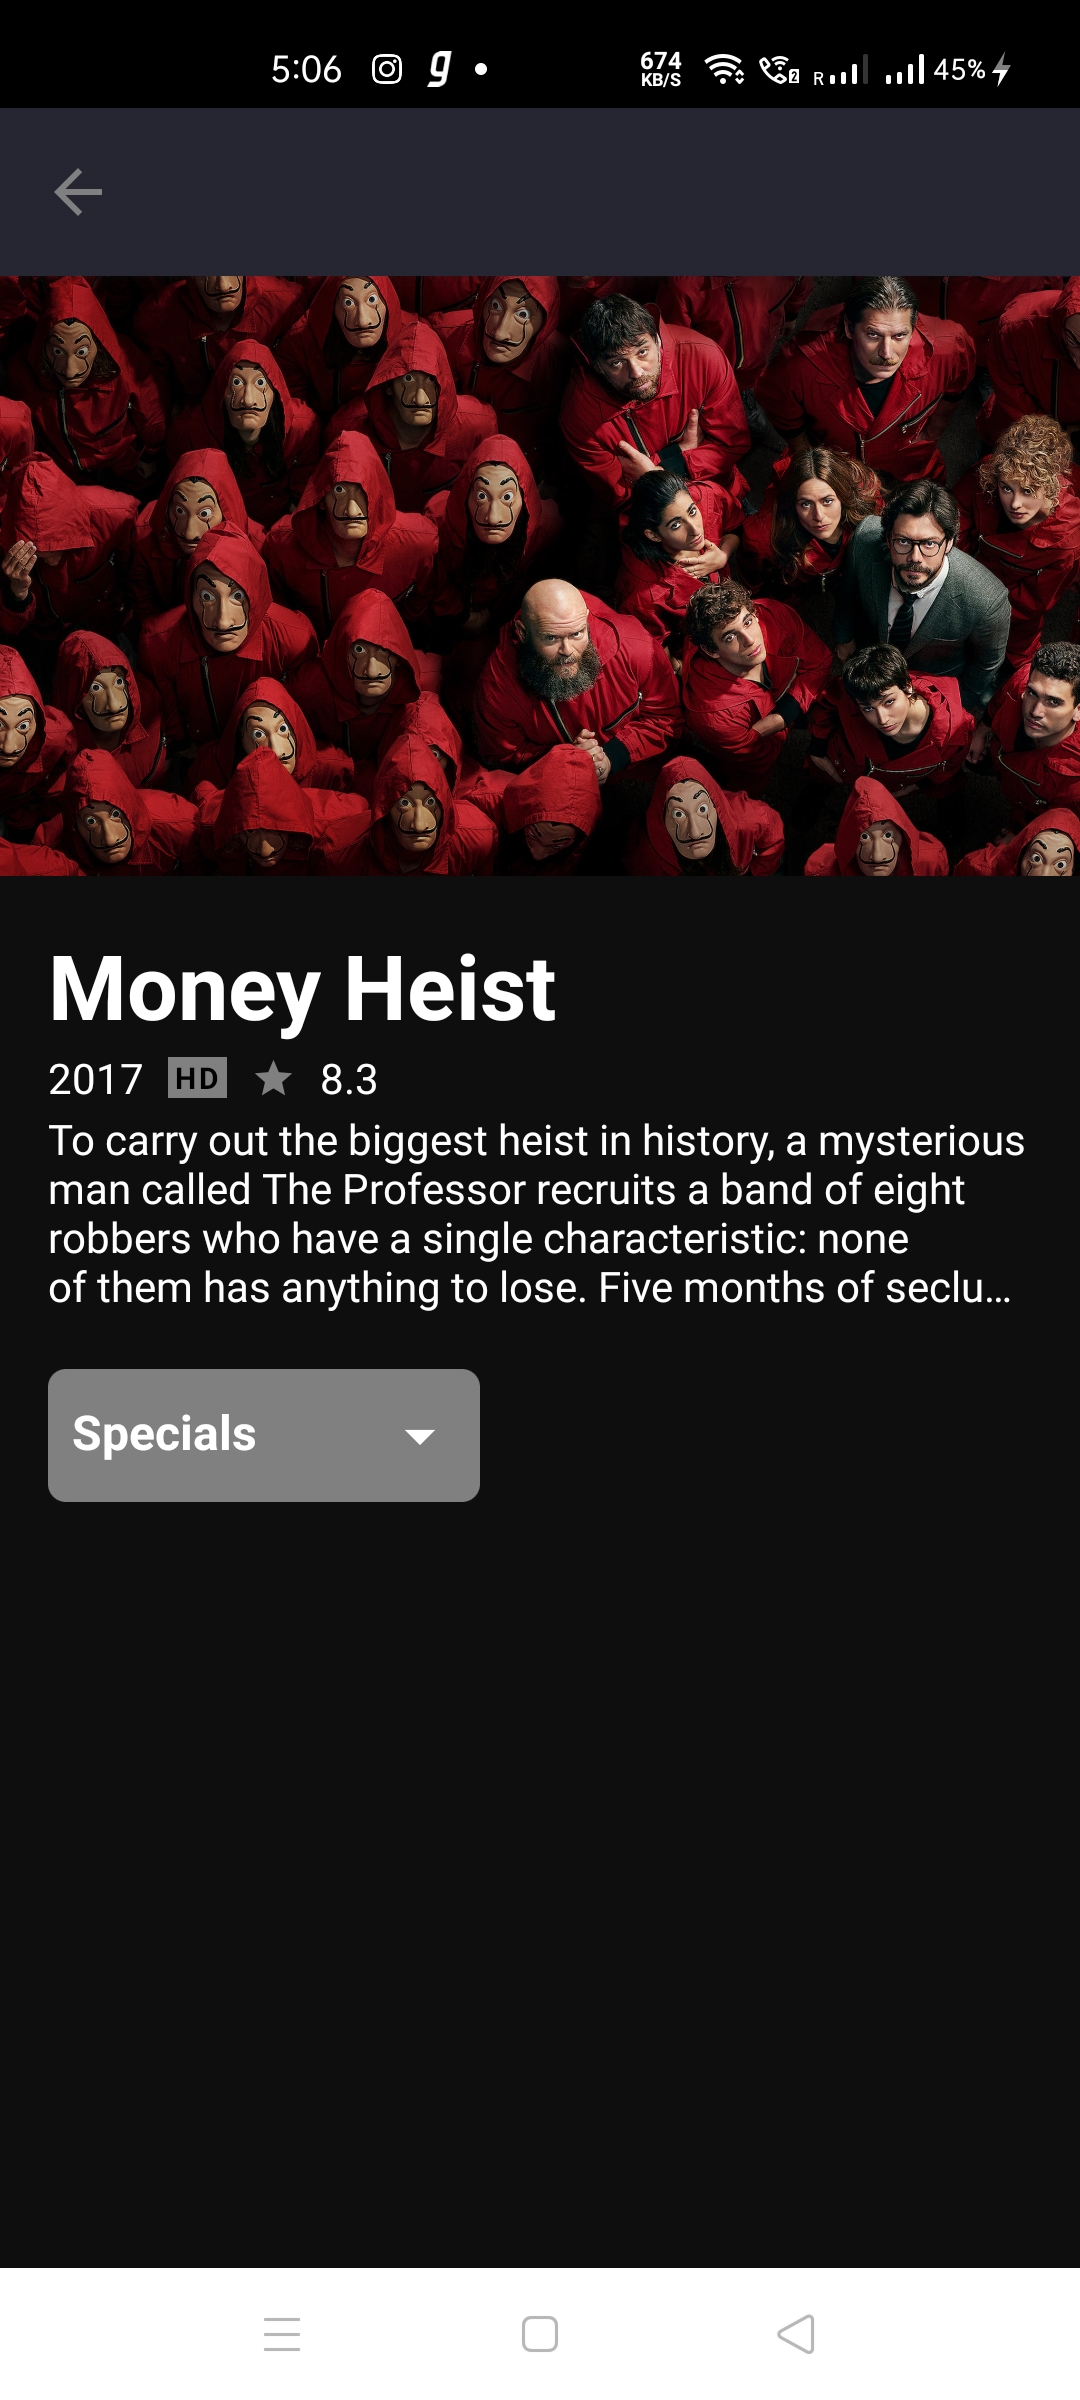 5:06 g 674 KB/S 2 R 45%
Money Heist
2017 HD 8.3
To carry out the biggest heist in history, a mysterious
man called The Professor recruits a band of eight
robbers who have a single characteristic: none
of them has anything to lose. Five months of seclu...
Specials